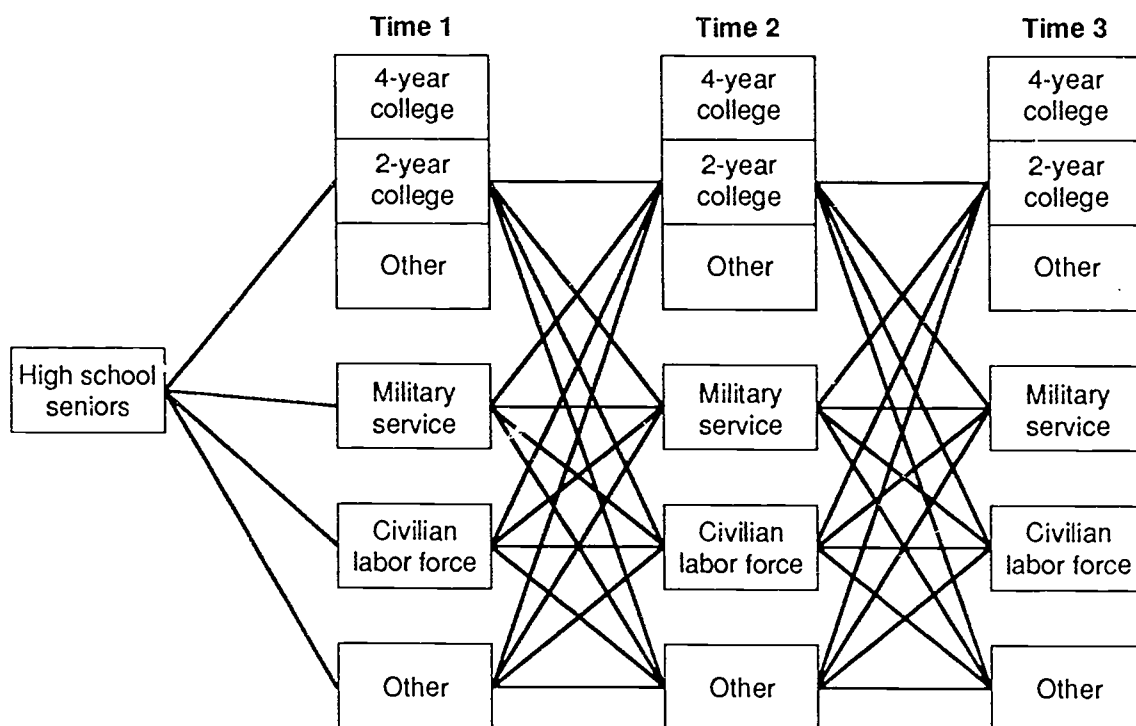 Time 1
Time 2
Time 3
4-year
college
2-year
college
Other
4-year
college
2-year
college
Other
4-year
college
2-year
college
Other
High school
seniors
Military
service
Military
service
Military
service
Civilian
labor force
Civilian
labor force
Civilian
labor force
Other
Other
Other